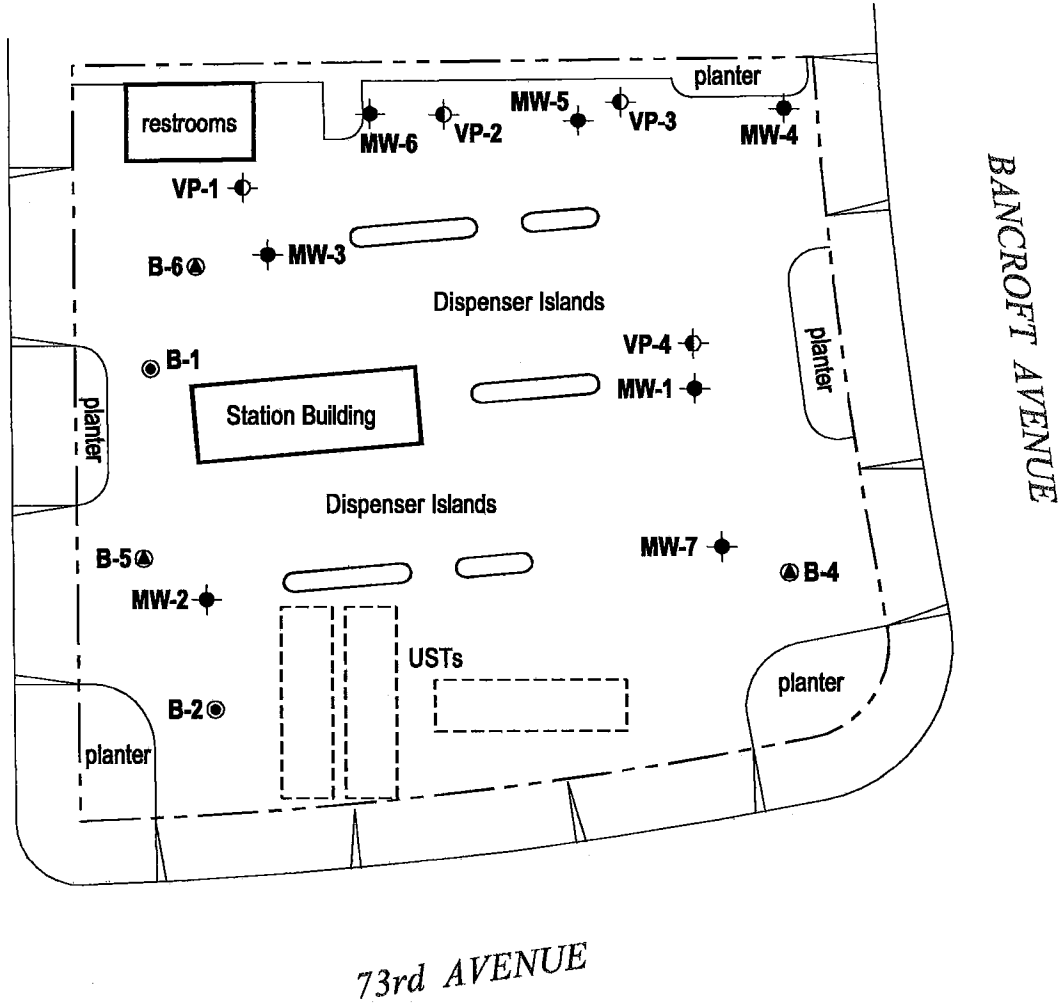 planter
restrooms
MW-6
VP-2
MW-5
VP-3
MW-4
VP-1
MW-3
B-6
Dispenser Islands
BANCROFT AVENUE
B-1
VP-4
MW-1
planter
planter
Station Building
Dispenser Islands
B-5
MW-7
B-4
MW-2
USTs
B-2
planter
planter
73rd AVENUE